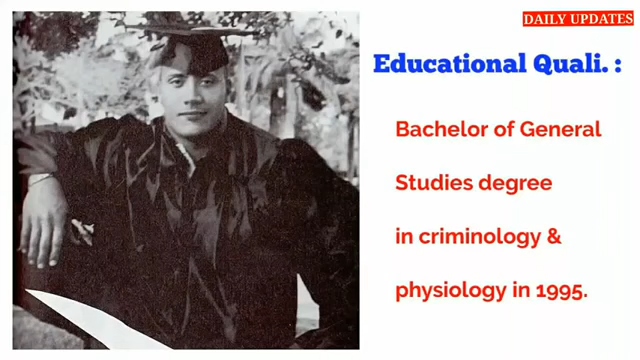 DAILY UPDATES
Educational Quali. :
Bachelor of General
Studies degree
in criminology &
physiology in 1995.